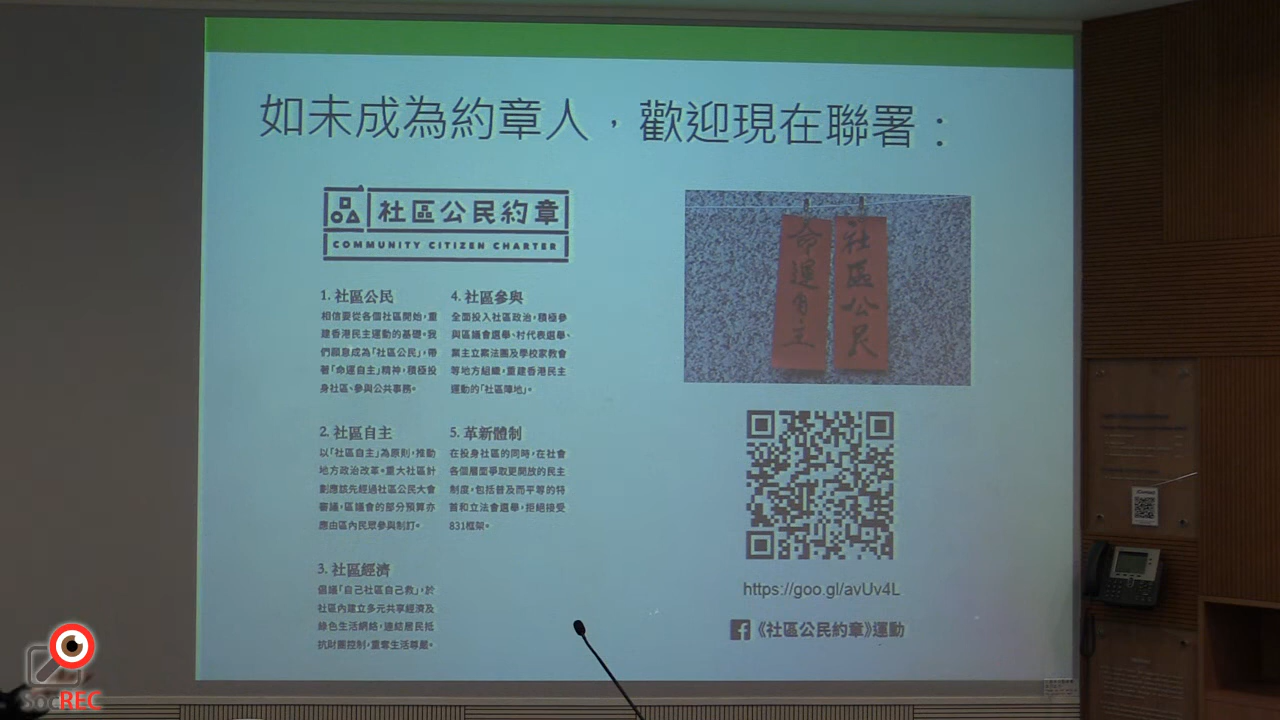 如未成為約章人，歡迎現在聯署：
社區公民約章
COMMUNITY CITIZEN CHARTER
1. 社區公民
相信要從各個社區開始，重
建香港民主運動的基礎。我
們願意成為「社區公民」，帶
著「命運自主」精神，積極投
身社區、參與公共事務。
2. 社區自主
以「社區自主」為原則，推動
地方政治改革。重大社區計
劃應該先經過社區公民大會
審議，區議會的部分預算亦
應由區內民眾參與制訂。
3. 社區經濟
倡議「自己社區自己救」，於
社區內建立多元共享經濟及
綠色生活網絡，連結居民抵
抗財團控制，重奪生活尊嚴。
4. 社區參與
全面投入社區政治，積極參
與區議會選舉、村代表選舉、
業主立案法團及學校家教會
等地方組織，重建香港民主
運動的「社區陣地」。
5. 革新體制
在投身社區的同時，在社會
各個層面爭取更開放的民主
制度，包括普及而平等的特
首和立法會選舉，拒絕接受
831框架。
社區公民
命運自主
https://goo.gl/avUv4L
《社區公民約章》運動
SocREC